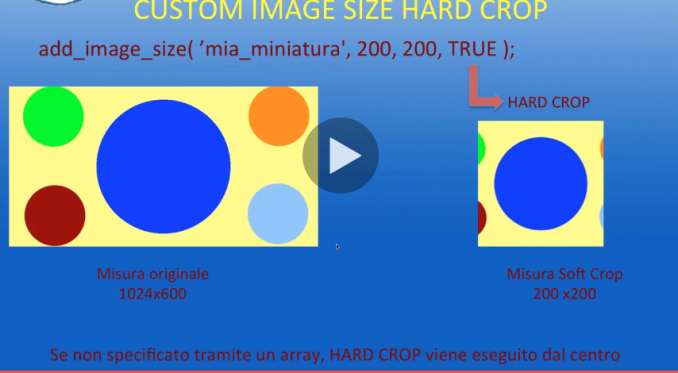 CUSTOM IMAGE SIZE HARD CROP
add_image_size( ’mia_miniatura', 200, 200, TRUE );
HARD CROP
Misura originale
1024x600
Misura Soft Crop
200 x200
Se non specificato tramite un array, HARD CROP viene eseguito dal centro